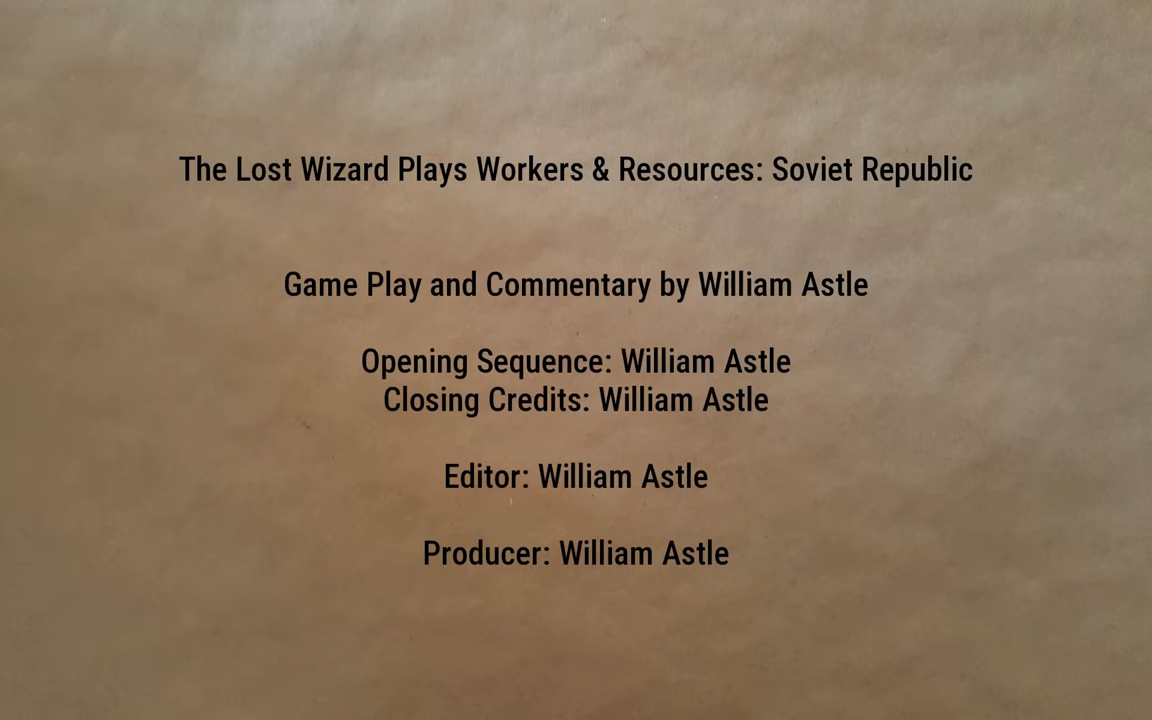 The Lost Wizard Plays Workers & Resources: Soviet Republic
Game Play and Commentary by William Astle
Opening Sequence: William Astle
Closing Credits: William Astle
Editor: William Astle
Producer: William Astle